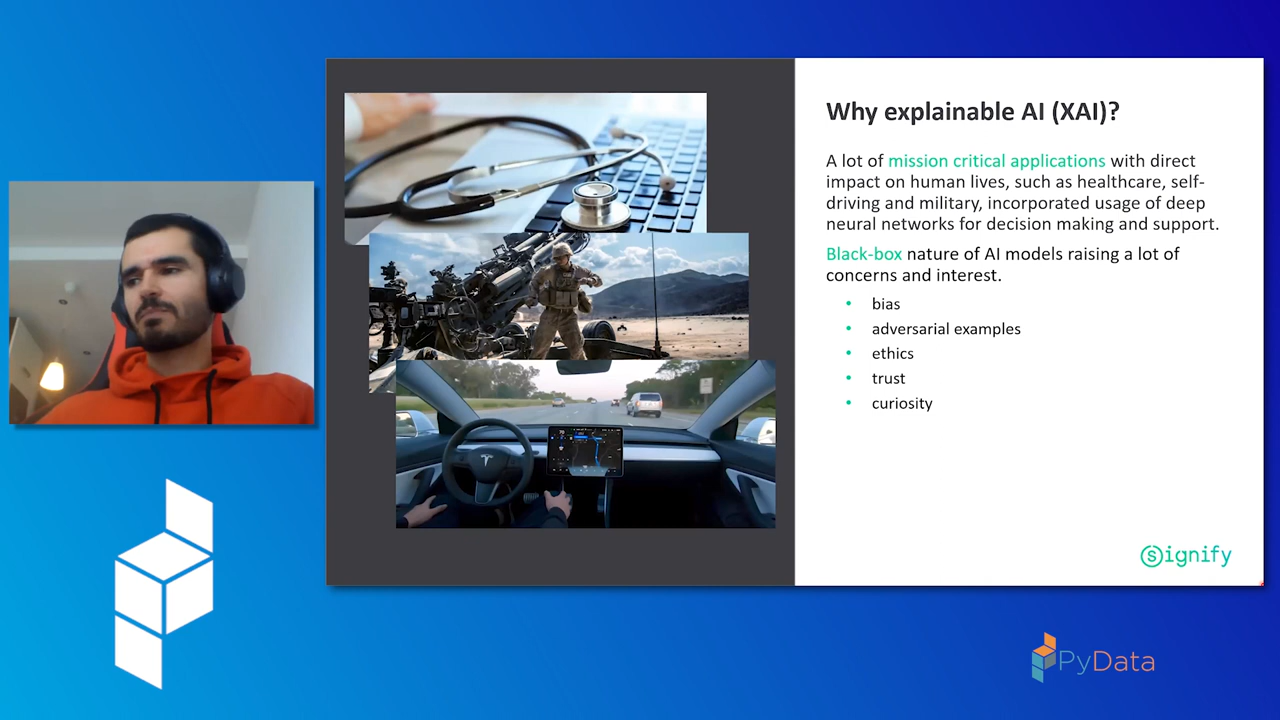 Why explainable AI (XAI)?
A lot of mission critical applications with direct
impact on human lives, such as healthcare, self-
driving and military, incorporated usage of deep
neural networks for decision making and support.
Black-box nature of AI models raising a lot of
concerns and interest.
• bias
• adversarial examples
• ethics
• trust
• curiosity
Signify
PyData